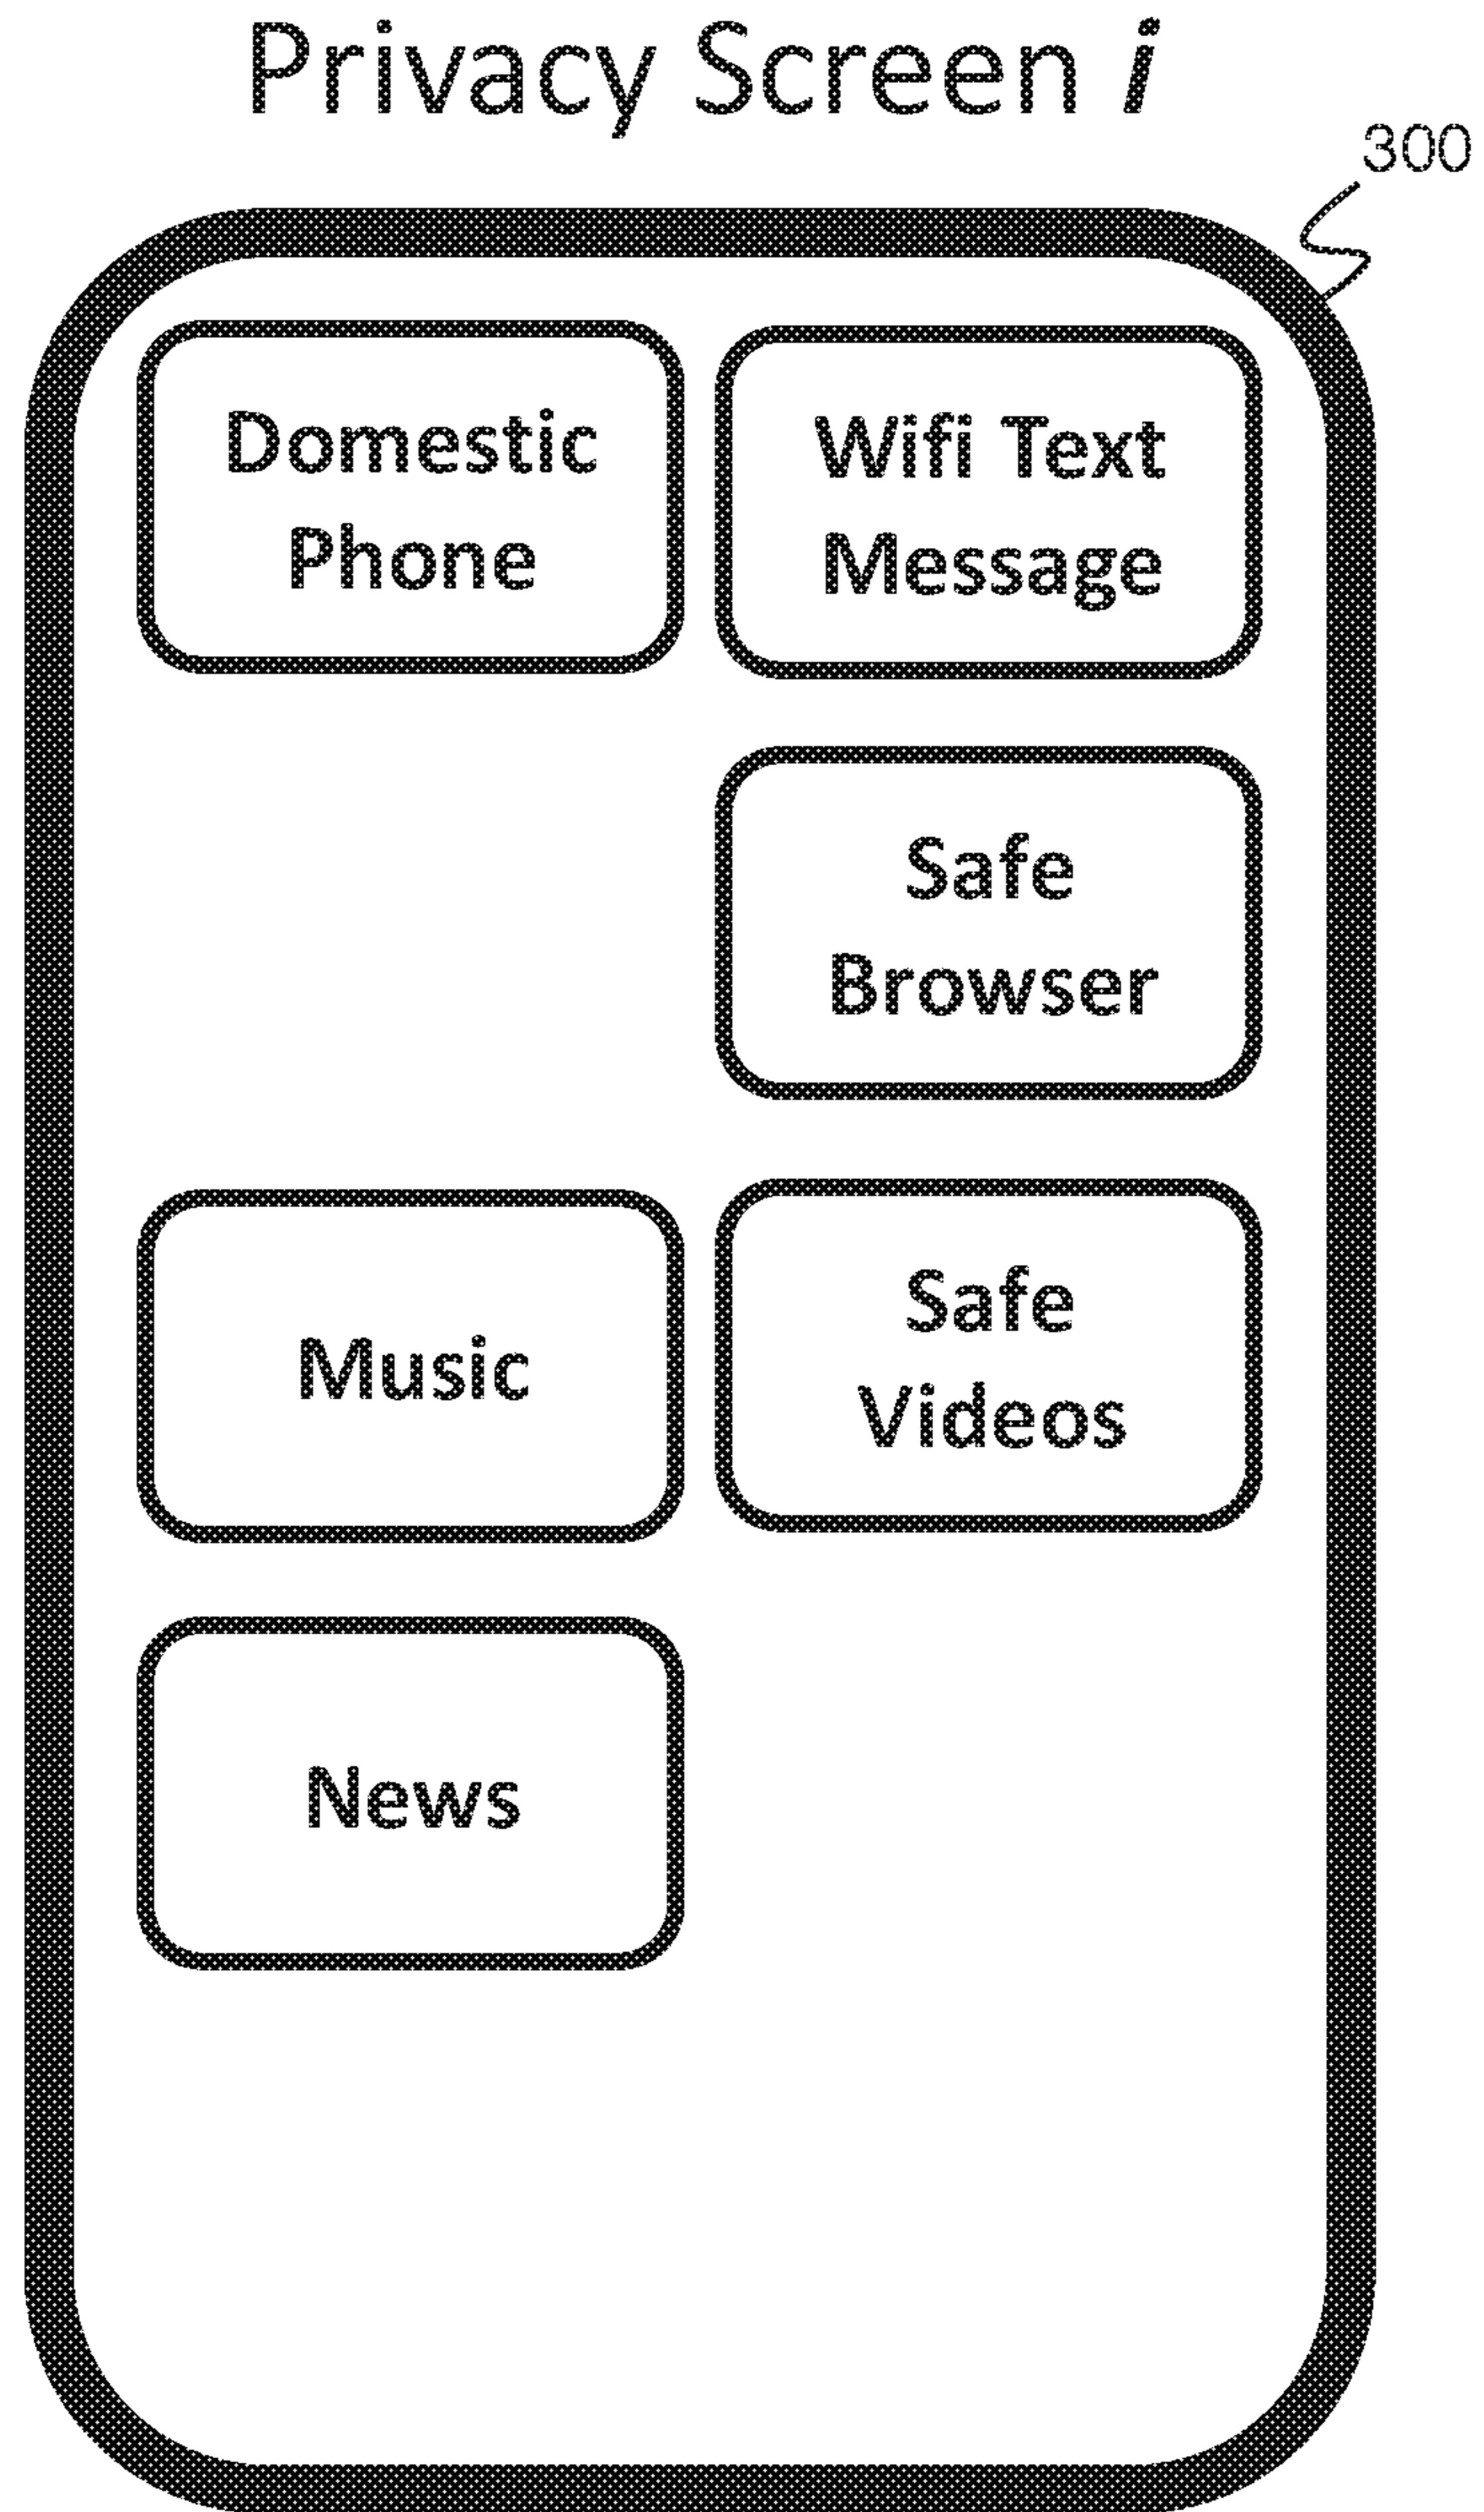 Privacy Screen i
300
Domestic
Phone
Wifi Text
Message
Safe
Browser
Music
Safe
Videos
News